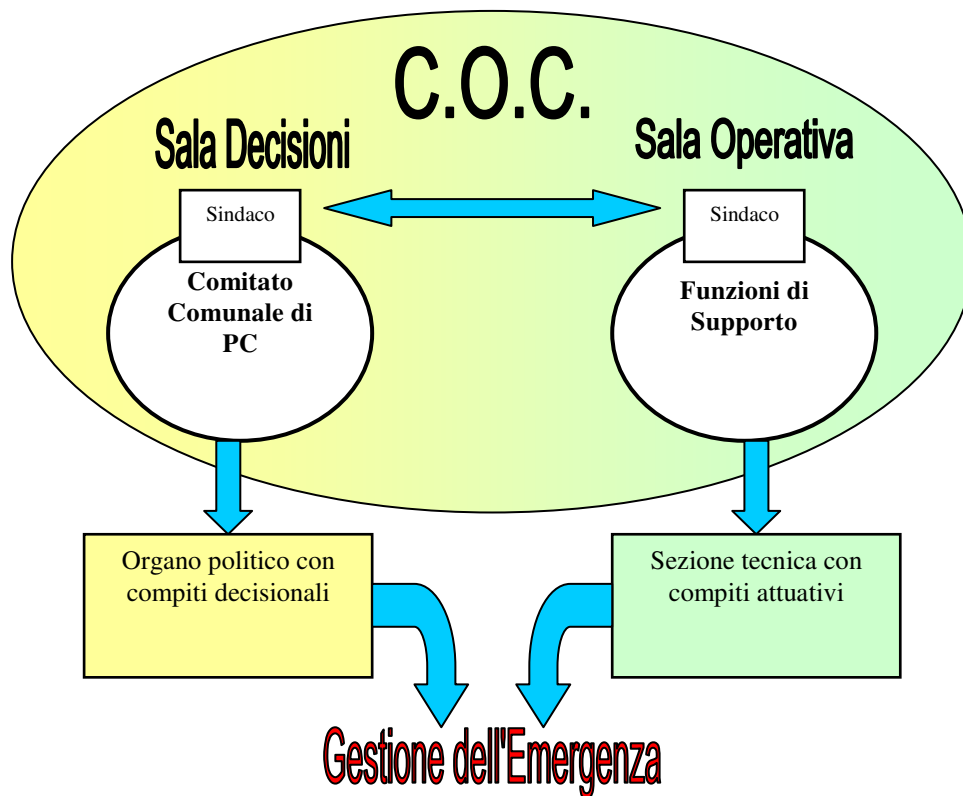 C.O.C.
Sala Decisioni
Sala Operativa
Sindaco
Sindaco
Comitato
Comunale di
PC
Funzioni di
Supporto
Organo politico con
compiti decisionali
Sezione tecnica con
compiti attuativi
Gestione dell'Emergenza